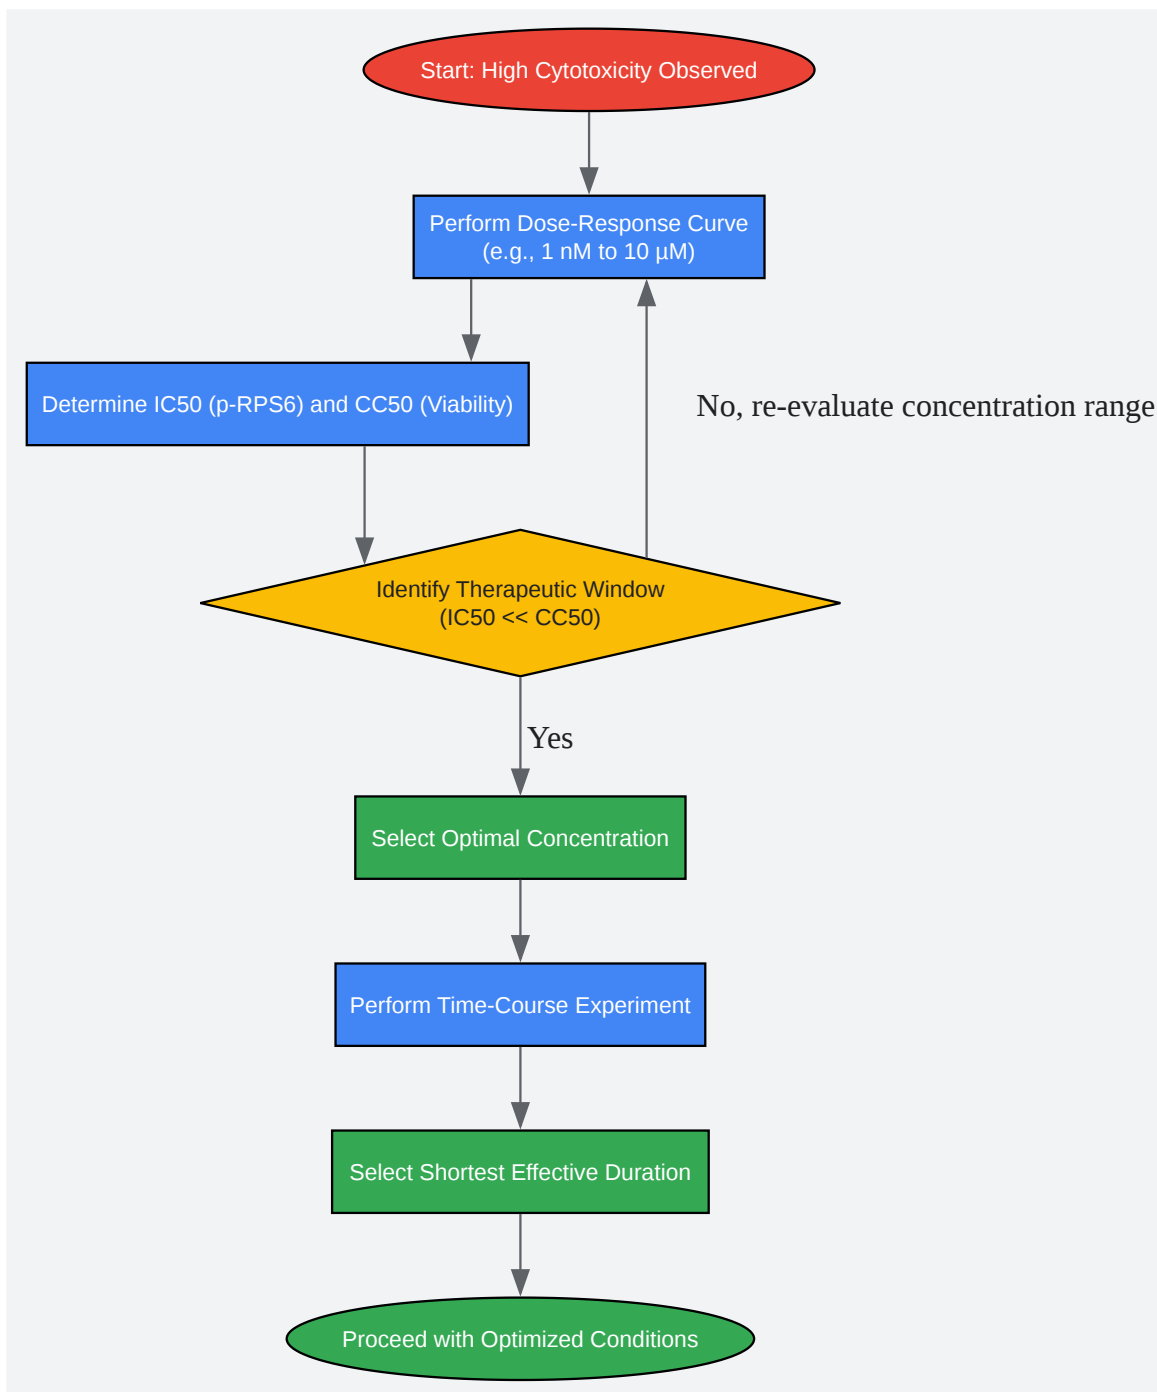 Start: High Cytotoxicity Observed
Perform Dose-Response Curve
(e.g., 1 nM to 10 µM)
Determine IC50 (p-RPS6) and CC50 (Viability)
No, re-evaluate concentration range
Identify Therapeutic Window
(IC50 << CC50)
Yes
Select Optimal Concentration
Perform Time-Course Experiment
Select Shortest Effective Duration
Proceed with Optimized Conditions